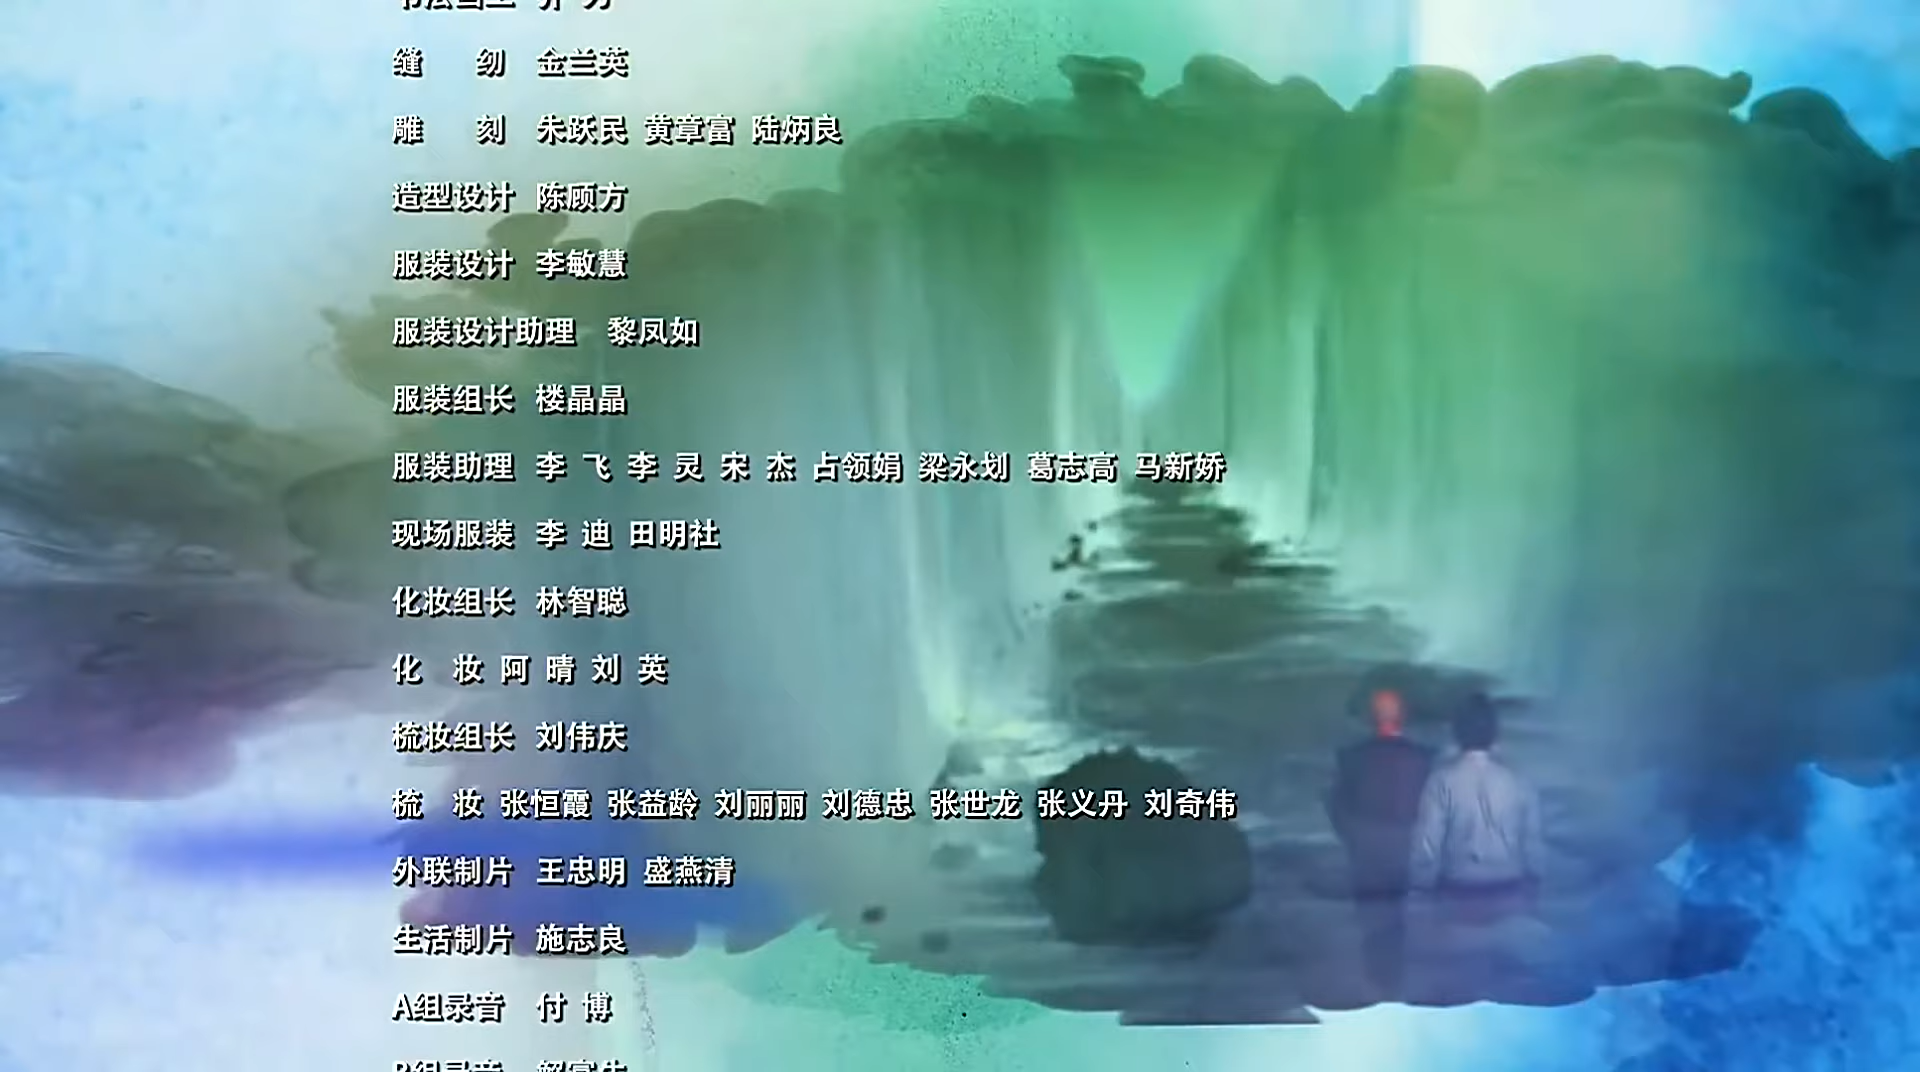 缝 纫 金兰英
雕 刻 朱跃民 黄章富 陆炳良
造型设计 陈顾方
服装设计 李敏慧
服装设计助理 黎凤如
服装组长 楼晶晶
服装助理 李 飞 李 灵 宋 杰 占领娟 梁永划 葛志高 马新娇
现场服装 李 迪 田明社
化妆组长 林智聪
化 妆 阿 晴 刘 英
梳妆组长 刘伟庆
梳 妆 张恒霞 张益龄 刘丽丽 刘德忠 张世龙 张义丹 刘奇伟
外联制片 王忠明 盛燕清
生活制片 施志良
A组录音 付 博